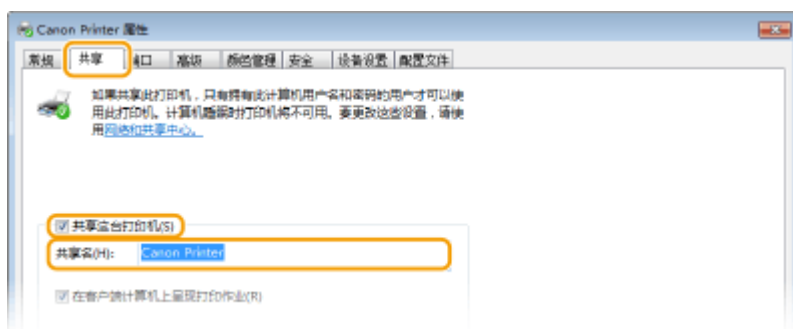 Canon Printer 属性
常规 共享 端口 高级 颜色管理 安全 设备设置 配置文件
如果共享此打印机，只有拥有此计算机用户名和密码的用户才可以使
用此打印机。计算机睡眠时打印机将不可用。要更改这些设置，请使
用网络和共享中心。
共享这台打印机(S)
共享名(H): Canon Printer
在客户端计算机上呈现打印作业(R)